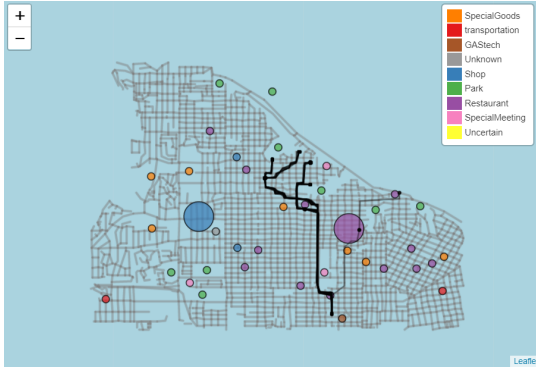 +
−
SpecialGoods
transportation
GAStech
Unknown
Shop
Park
Restaurant
SpecialMeeting
Uncertain
Leafle